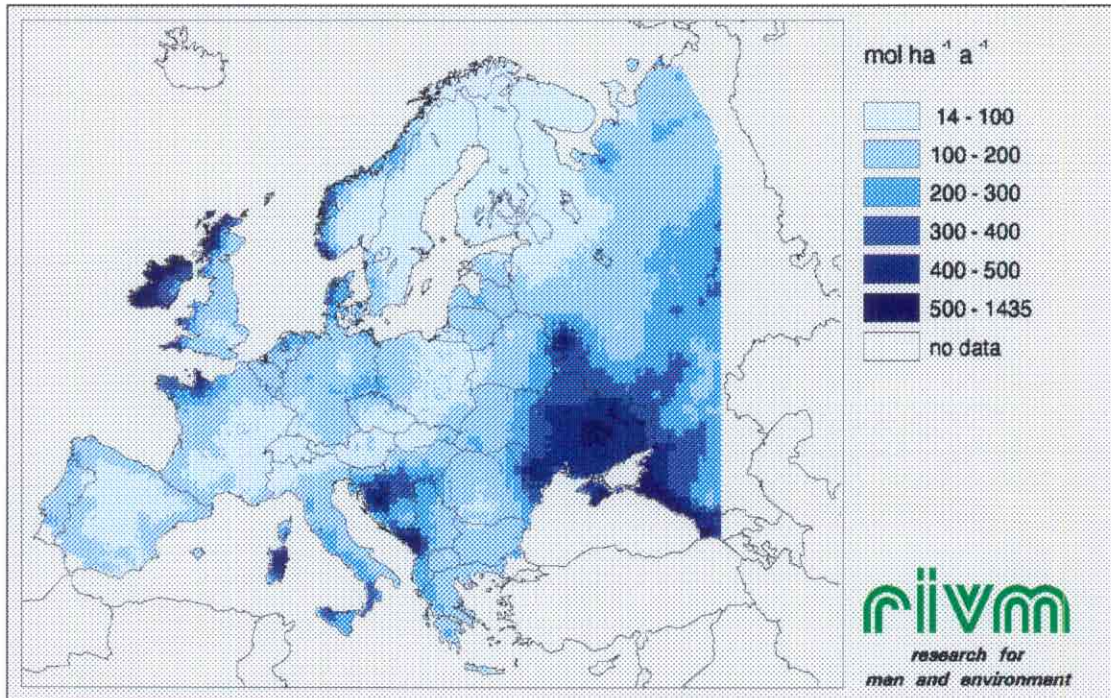 mol ha ⁻¹ a ⁻¹
14 - 100
100 - 200
200 - 300
300 - 400
400 - 500
500 - 1435
no data
rivm
research for
man and environment